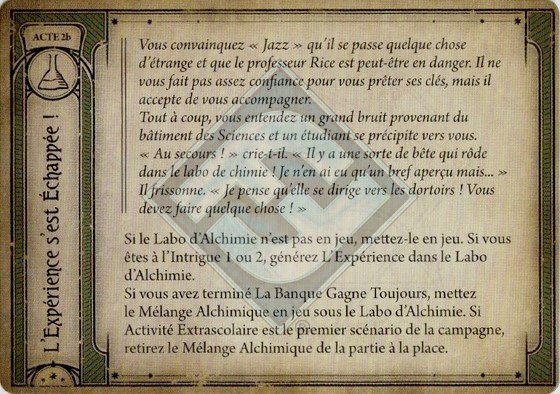 ACTE 2b
L'Expérience s'est Échappée !
Vous convainquez « Jazz » qu'il se passe quelque chose
d'étrange et que le professeur Rice est peut-être en danger. Il ne
vous fait pas assez confiance pour vous prêter ses clés, mais il
accepte de vous accompagner.
Tout à coup, vous entendez un grand bruit provenant du
bâtiment des Sciences et un étudiant se précipite vers vous.
« Au secours ! » crie-t-il. « Il y a une sorte de bête qui rôde
dans le labo de chimie ! Je n'en ai eu qu'un bref aperçu mais... »
Il frissonne. « Je pense qu'elle se dirige vers les dortoirs ! Vous
devez faire quelque chose ! »
Si le Labo d'Alchimie n'est pas en jeu, mettez-le en jeu. Si vous
êtes à l'Intrigue 1 ou 2, générez L'Expérience dans le Labo
d'Alchimie.
Si vous avez terminé La Banque Gagne Toujours, mettez
le Mélange Alchimique en jeu sous le Labo d'Alchimie. Si
Activité Extrascolaire est le premier scénario de la campagne,
retirez le Mélange Alchimique de la partie à la place.